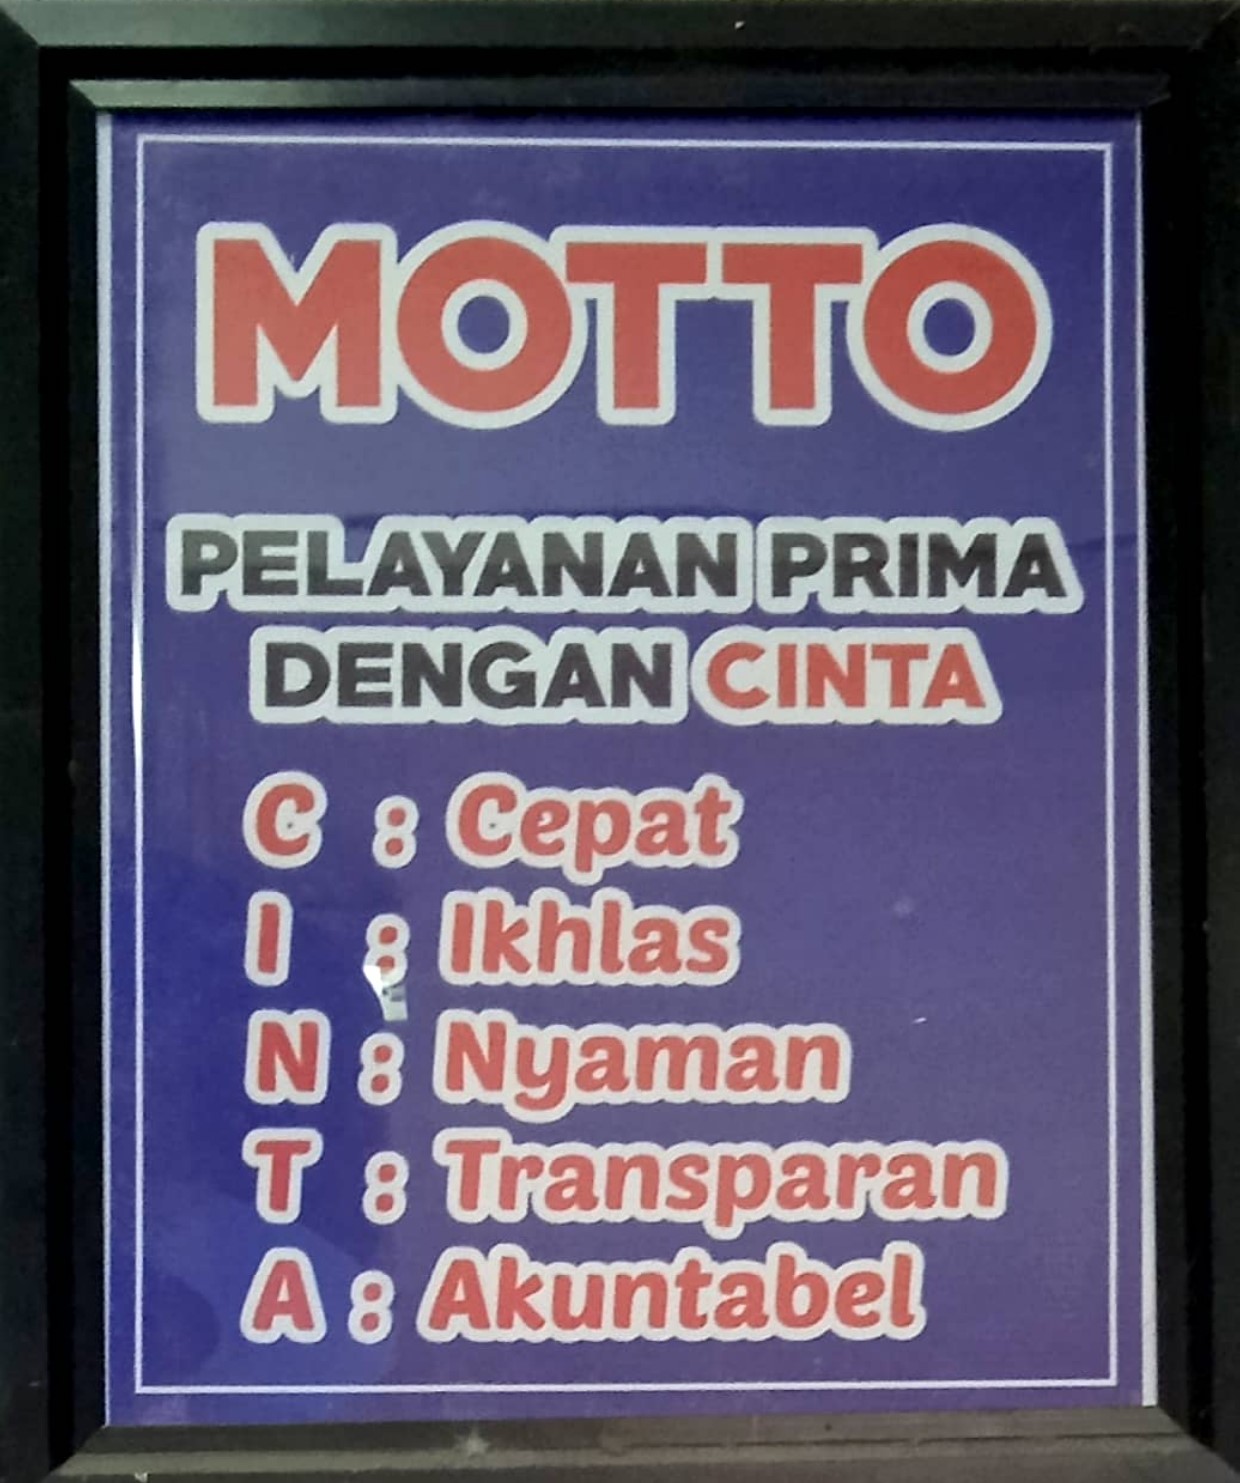 MOTTO
PELAYANAN PRIMA
DENGAN CINTA
C : Cepat
I : Ikhlas
N : Nyaman
T : Transparan
A : Akuntabel